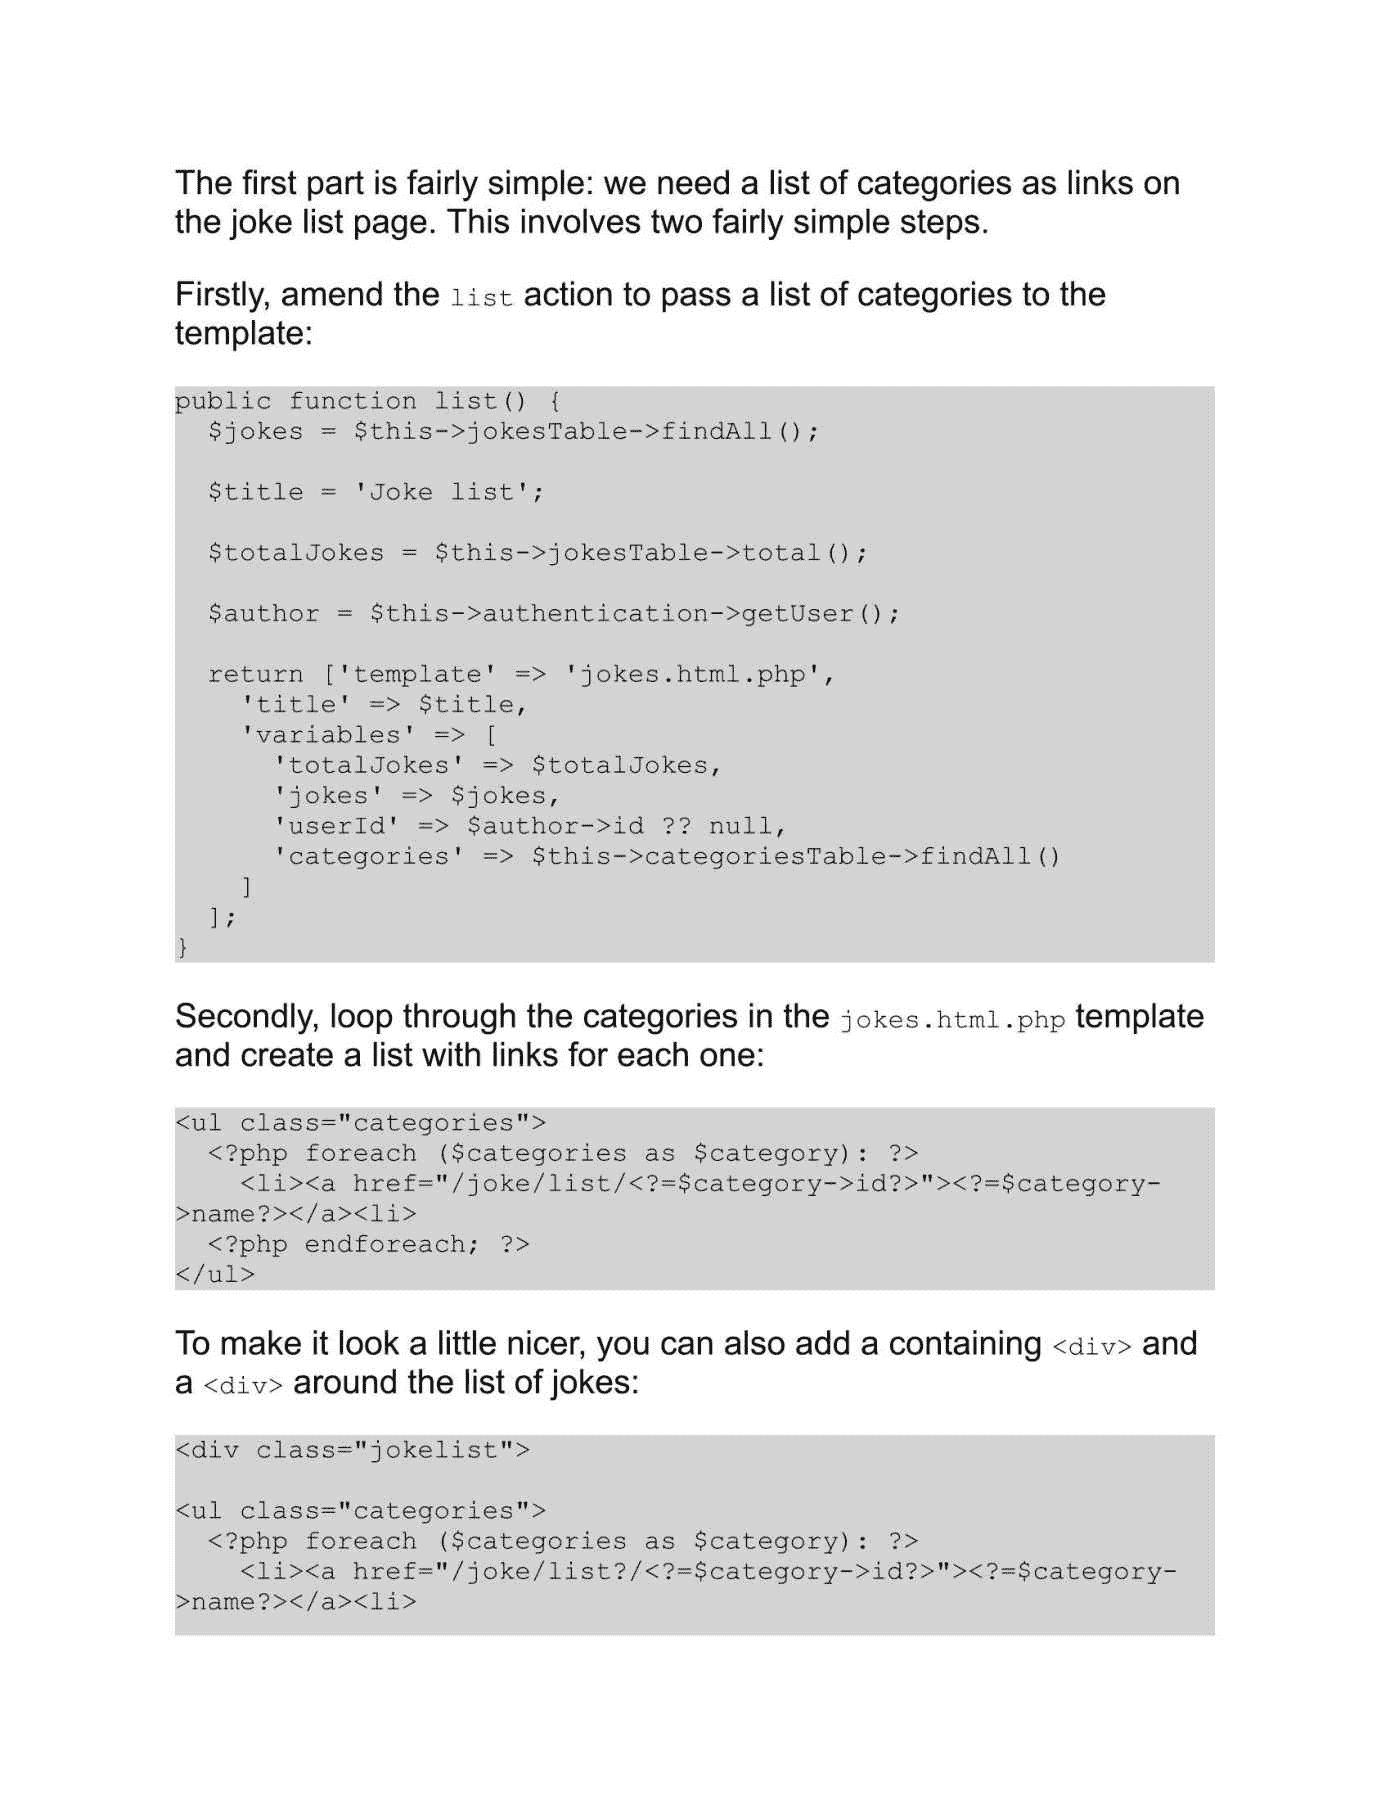 The first part is fairly simple: we need a list of categories as links on
the joke list page. This involves two fairly simple steps.
Firstly, amend the list action to pass a list of categories to the
template:
public function list() {
  $jokes = $this->jokesTable->findAll();
  $title = 'Joke list';
  $totalJokes = $this->jokesTable->total();
  $author = $this->authentication->getUser();
  return ['template' => 'jokes.html.php',
    'title' => $title,
    'variables' => [
      'totalJokes' => $totalJokes,
      'jokes' => $jokes,
      'userId' => $author->id ?? null,
      'categories' => $this->categoriesTable->findAll()
    ]
  ];
}
Secondly, loop through the categories in the jokes.html.php template
and create a list with links for each one:
<ul class="categories">
  <?php foreach ($categories as $category): ?>
    <li><a href="/joke/list/<?=$category->id?>"><?=$category-
>name?></a><li>
  <?php endforeach; ?>
</ul>
To make it look a little nicer, you can also add a containing <div> and
a <div> around the list of jokes:
<div class="jokelist">
<ul class="categories">
  <?php foreach ($categories as $category): ?>
    <li><a href="/joke/list?/<?=$category->id?>"><?=$category-
>name?></a><li>